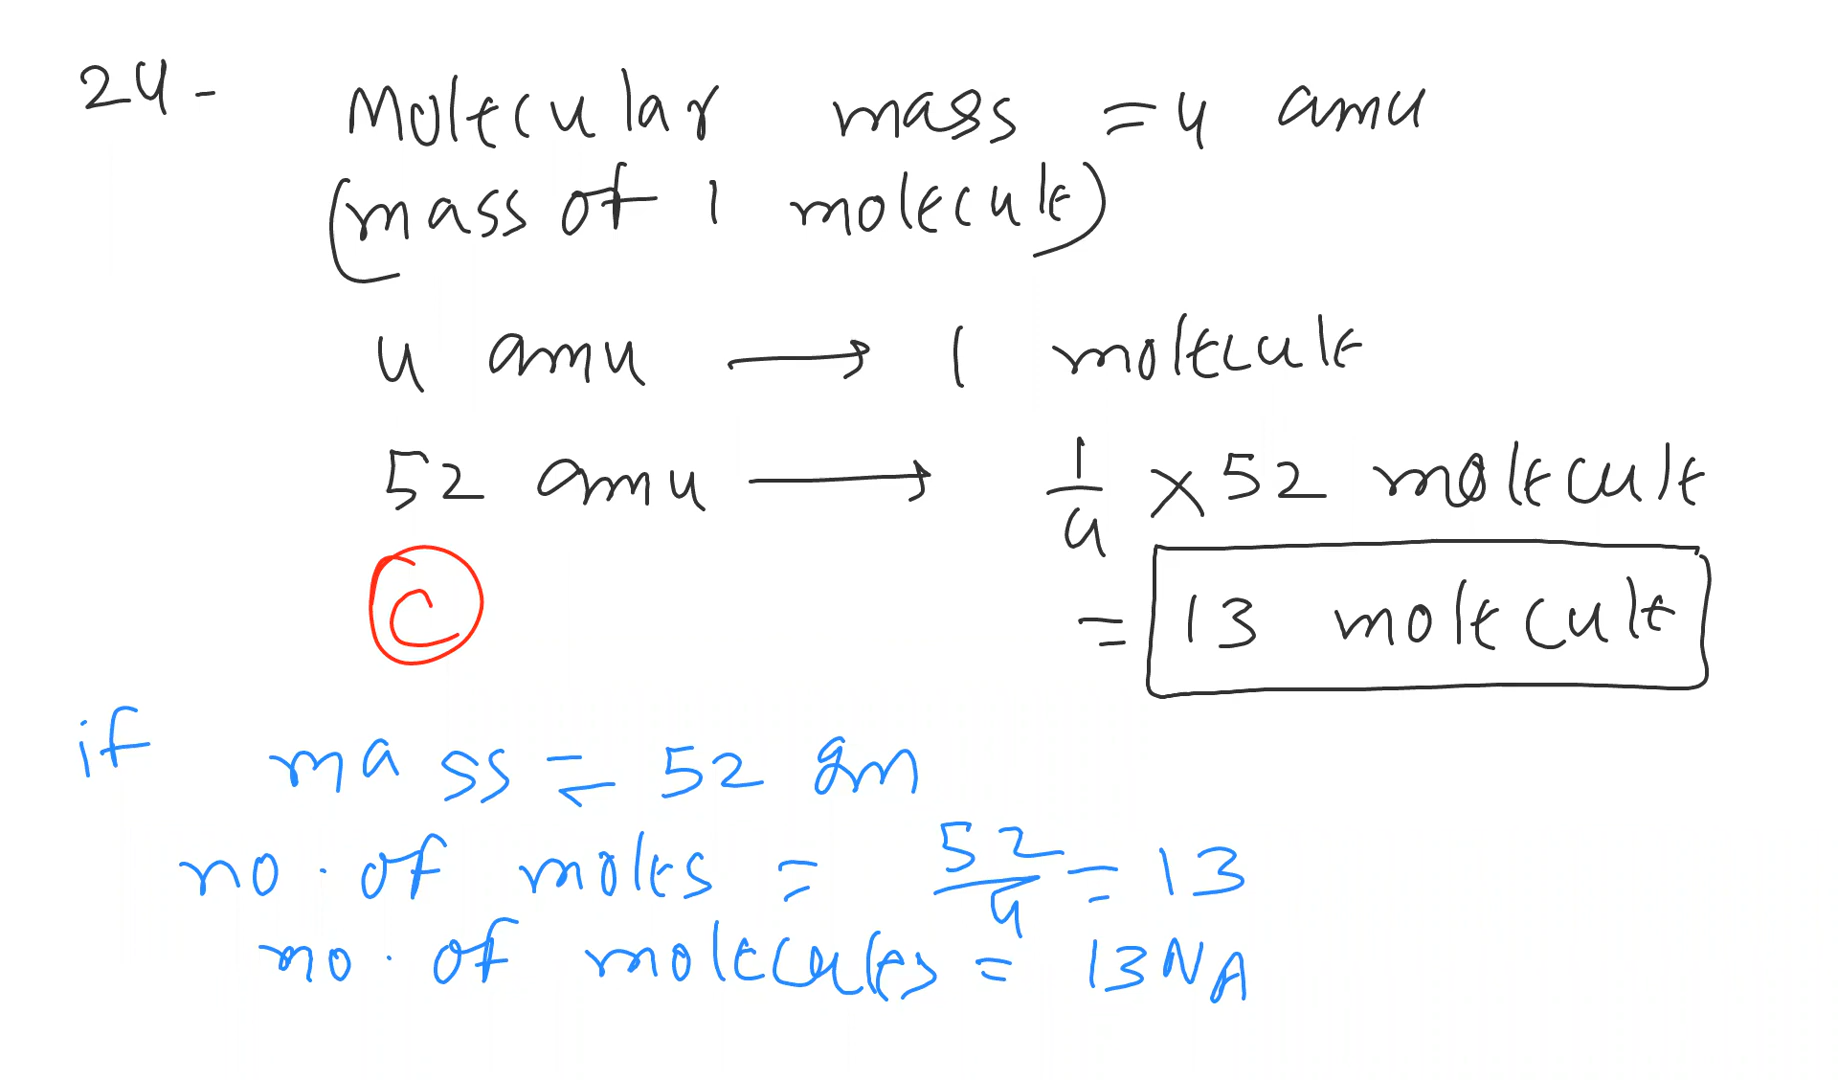 24- Molecular mass = 4 amu
(mass of 1 molecule)
4 amu ⟶ 1 molecule
52 amu ⟶ 1/4 × 52 molecule
C = 13 molecule
if mass = 52 gm
no. of moles = 52/4 = 13
no. of molecules = 13NA